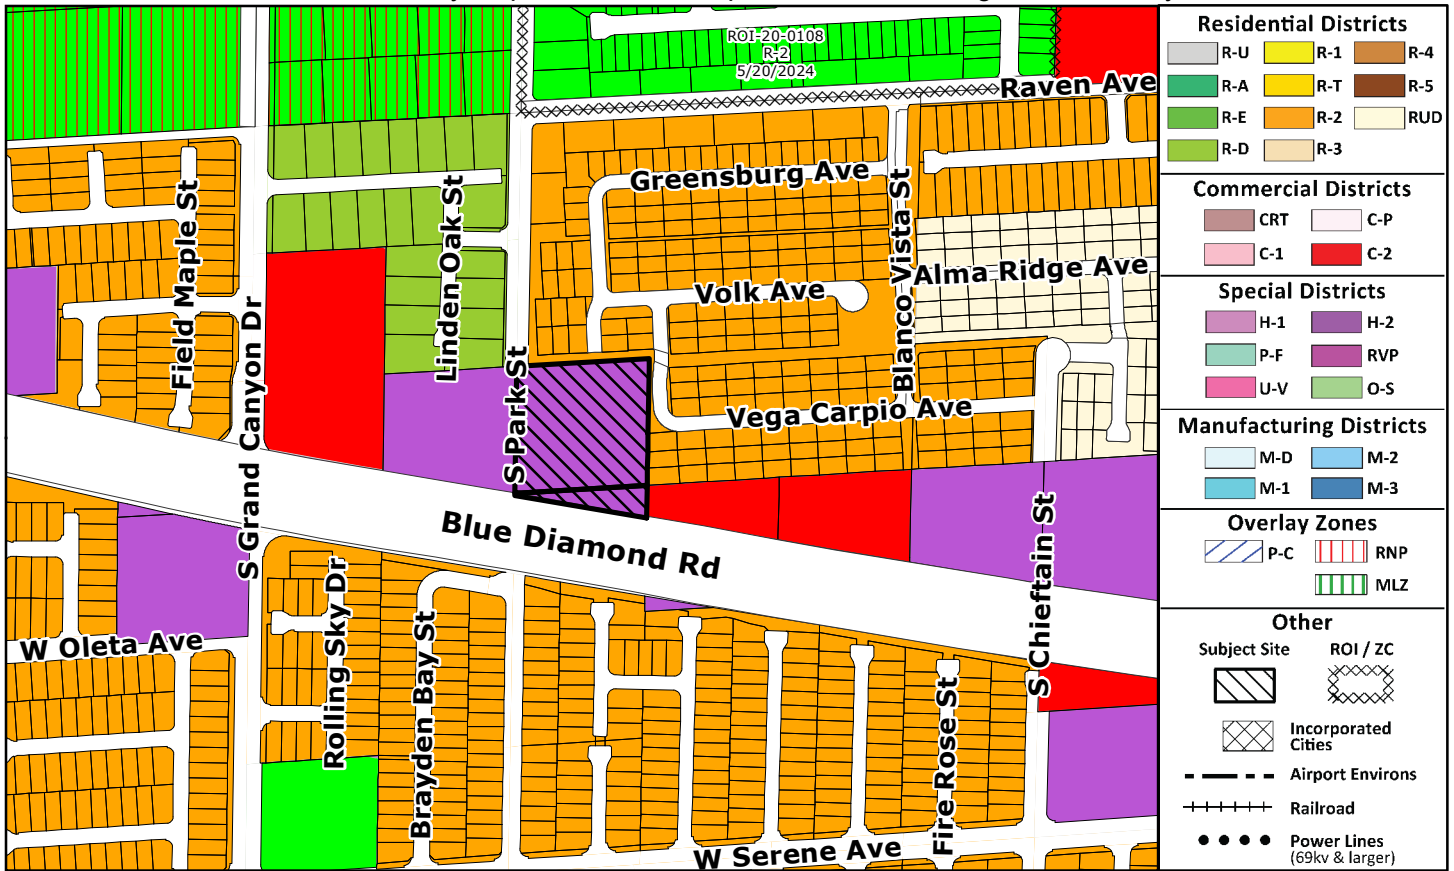 ROI-20-0108
R-2
5/20/2024
Raven Ave
Greensburg Ave
Field Maple St
Linden Oak St
Blanco Vista St
Alma Ridge Ave
Volk Ave
S Grand Canyon Dr
S Park St
Vega Carpio Ave
Blue Diamond Rd
S Chieftain St
W Oleta Ave
Rolling Sky Dr
Brayden Bay St
Fire Rose St
W Serene Ave
Residential Districts
R-U R-1 R-4
R-A R-T R-5
R-E R-2 RUD
R-D R-3
Commercial Districts
CRT C-P
C-1 C-2
Special Districts
H-1 H-2
P-F RVP
U-V O-S
Manufacturing Districts
M-D M-2
M-1 M-3
Overlay Zones
P-C RNP
MLZ
Other
Subject Site ROI / ZC
Incorporated
Cities
Airport Environs
Railroad
Power Lines
(69kv & larger)